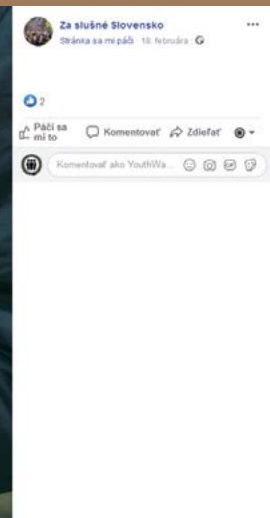 Za slušné Slovensko
Stránka sa mi páči · 18. februára ·
2
Páči sa
mi to
Komentovať
Zdieľať
Komentovať ako YouthWa...
GIF